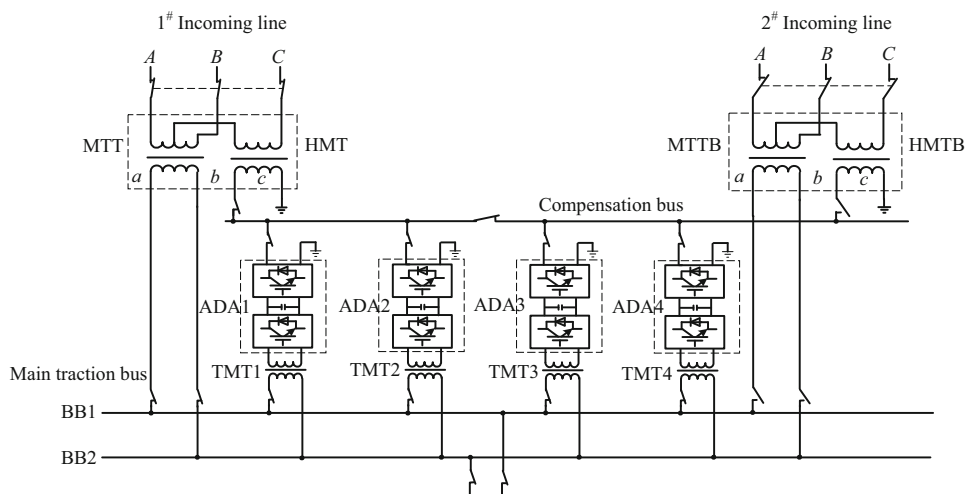 1# Incoming line
2# Incoming line
A B C
A B C
MTT
HMT
MTTB
HMTB
a b c
a b c
Compensation bus
ADA1
ADA2
ADA3
ADA4
TMT1
TMT2
TMT3
TMT4
Main traction bus
BB1
BB2